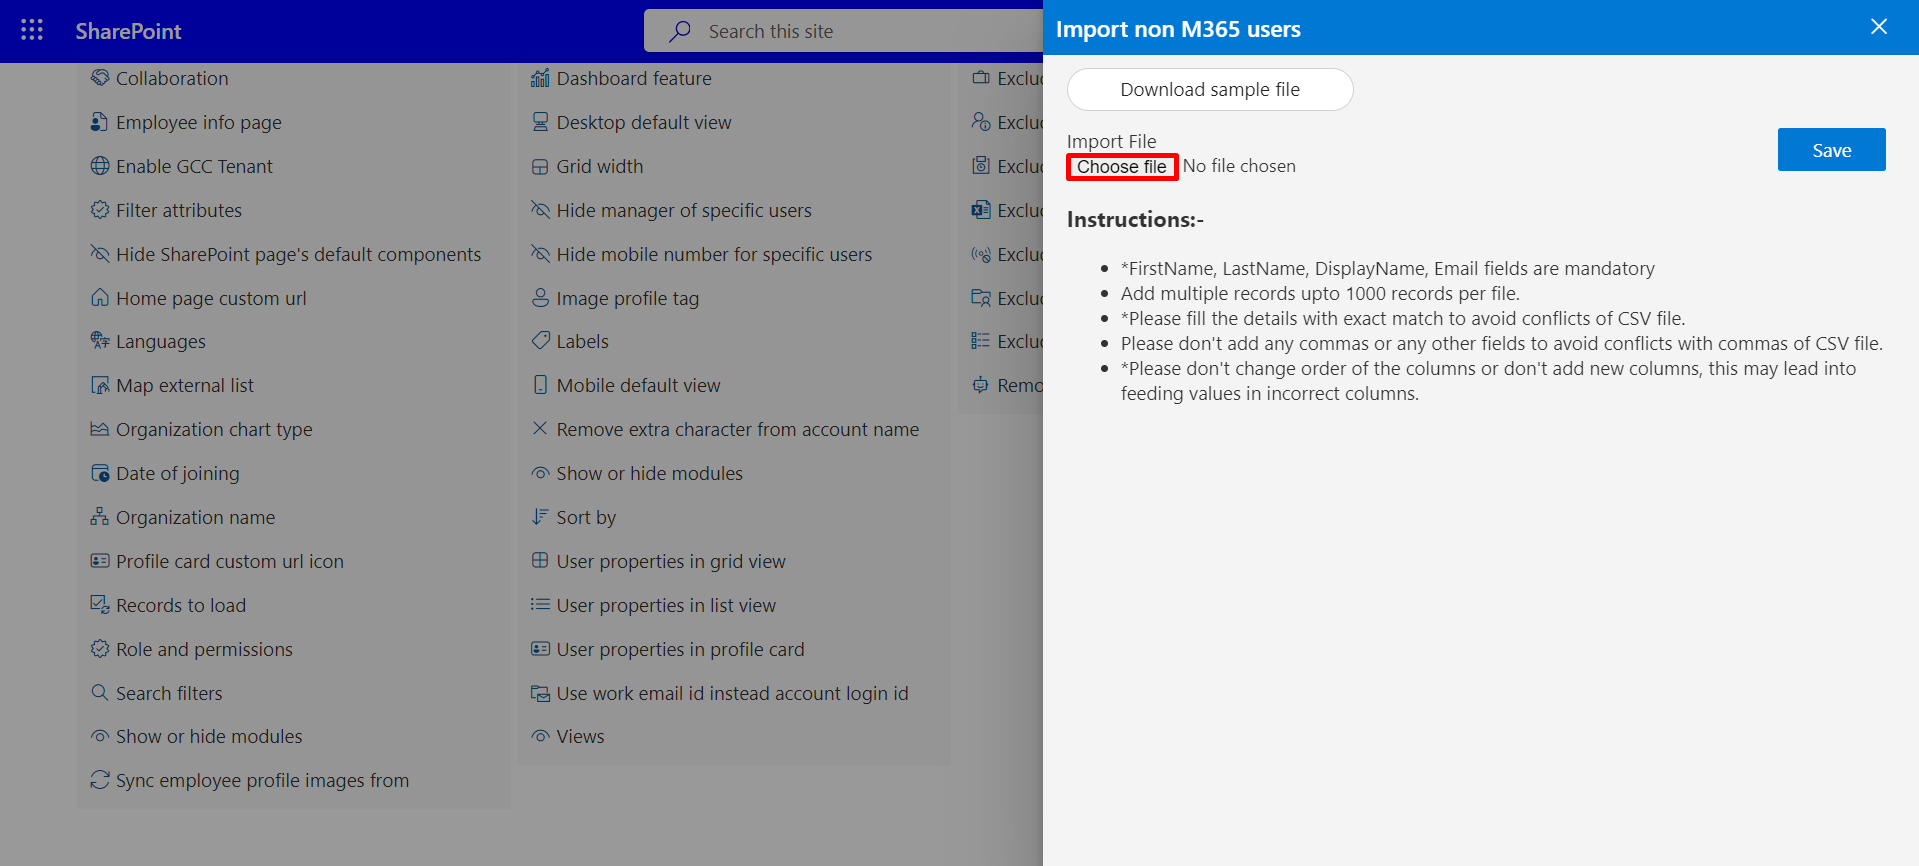 SharePoint
Search this site
Collaboration
Employee info page
Enable GCC Tenant
Filter attributes
Hide SharePoint page's default components
Home page custom url
Languages
Map external list
Organization chart type
Date of joining
Organization name
Profile card custom url icon
Records to load
Role and permissions
Search filters
Show or hide modules
Sync employee profile images from
Dashboard feature
Desktop default view
Grid width
Hide manager of specific users
Hide mobile number for specific users
Image profile tag
Labels
Mobile default view
Remove extra character from account name
Show or hide modules
Sort by
User properties in grid view
User properties in list view
User properties in profile card
Use work email id instead account login id
Views
Exclu
Exclu
Exclu
Exclu
Exclu
Exclu
Exclu
Remo
Import non M365 users
Download sample file
Import File
Choose file No file chosen
Save
Instructions:-
*FirstName, LastName, DisplayName, Email fields are mandatory
Add multiple records upto 1000 records per file.
*Please fill the details with exact match to avoid conflicts of CSV file.
Please don't add any commas or any other fields to avoid conflicts with commas of CSV file.
*Please don't change order of the columns or don't add new columns, this may lead into
feeding values in incorrect columns.